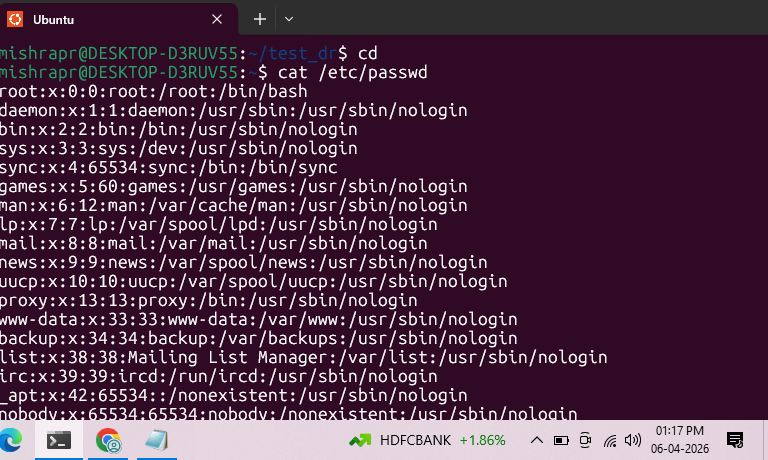 Ubuntu
mishrapr@DESKTOP-D3RUV55:~/test_dr$ cd
mishrapr@DESKTOP-D3RUV55:~$ cat /etc/passwd
root:x:0:0:root:/root:/bin/bash
daemon:x:1:1:daemon:/usr/sbin:/usr/sbin/nologin
bin:x:2:2:bin:/bin:/usr/sbin/nologin
sys:x:3:3:sys:/dev:/usr/sbin/nologin
sync:x:4:65534:sync:/bin:/bin/sync
games:x:5:60:games:/usr/games:/usr/sbin/nologin
man:x:6:12:man:/var/cache/man:/usr/sbin/nologin
lp:x:7:7:lp:/var/spool/lpd:/usr/sbin/nologin
mail:x:8:8:mail:/var/mail:/usr/sbin/nologin
news:x:9:9:news:/var/spool/news:/usr/sbin/nologin
uucp:x:10:10:uucp:/var/spool/uucp:/usr/sbin/nologin
proxy:x:13:13:proxy:/bin:/usr/sbin/nologin
www-data:x:33:33:www-data:/var/www:/usr/sbin/nologin
backup:x:34:34:backup:/var/backups:/usr/sbin/nologin
list:x:38:38:Mailing List Manager:/var/list:/usr/sbin/nologin
irc:x:39:39:ircd:/run/ircd:/usr/sbin/nologin
_apt:x:42:65534::/nonexistent:/usr/sbin/nologin
nobody:x:65534:65534:nobody:/nonexistent:/usr/sbin/nologin
HDFCBANK +1.86%
01:17 PM
06-04-2026